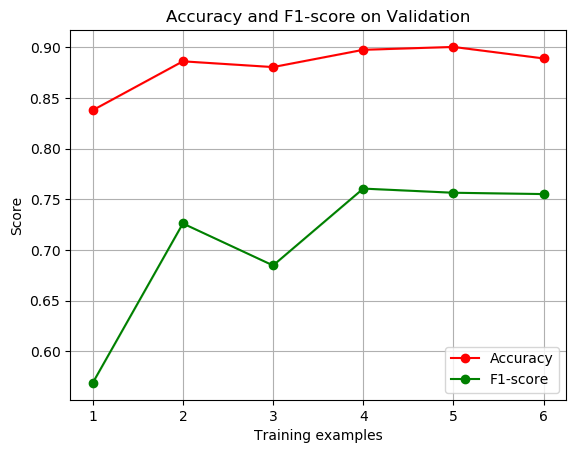 Accuracy and F1-score on Validation
0.90
0.85
0.80
0.75
0.70
0.65
0.60
Score
1 2 3 4 5 6
Training examples
Accuracy
F1-score